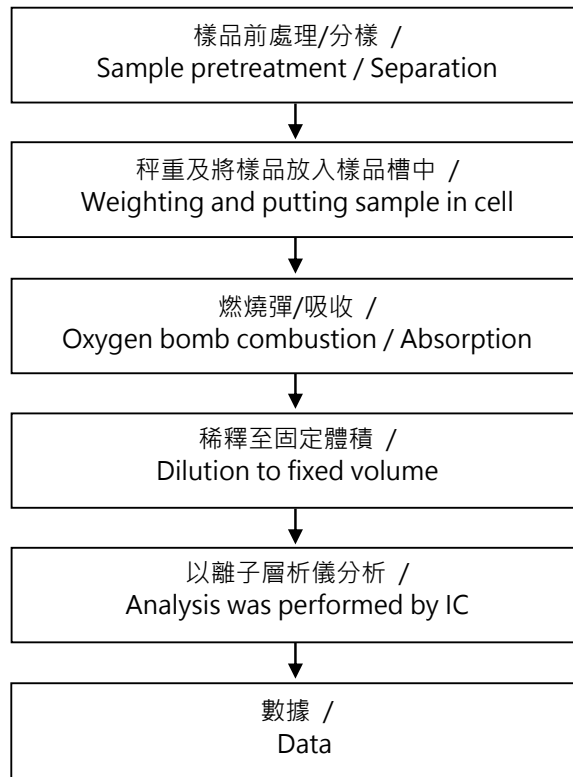 樣品前處理/分樣 /
Sample pretreatment / Separation
秤重及將樣品放入樣品槽中 /
Weighting and putting sample in cell
燃燒彈/吸收 /
Oxygen bomb combustion / Absorption
稀釋至固定體積 /
Dilution to fixed volume
以離子層析儀分析 /
Analysis was performed by IC
數據 /
Data